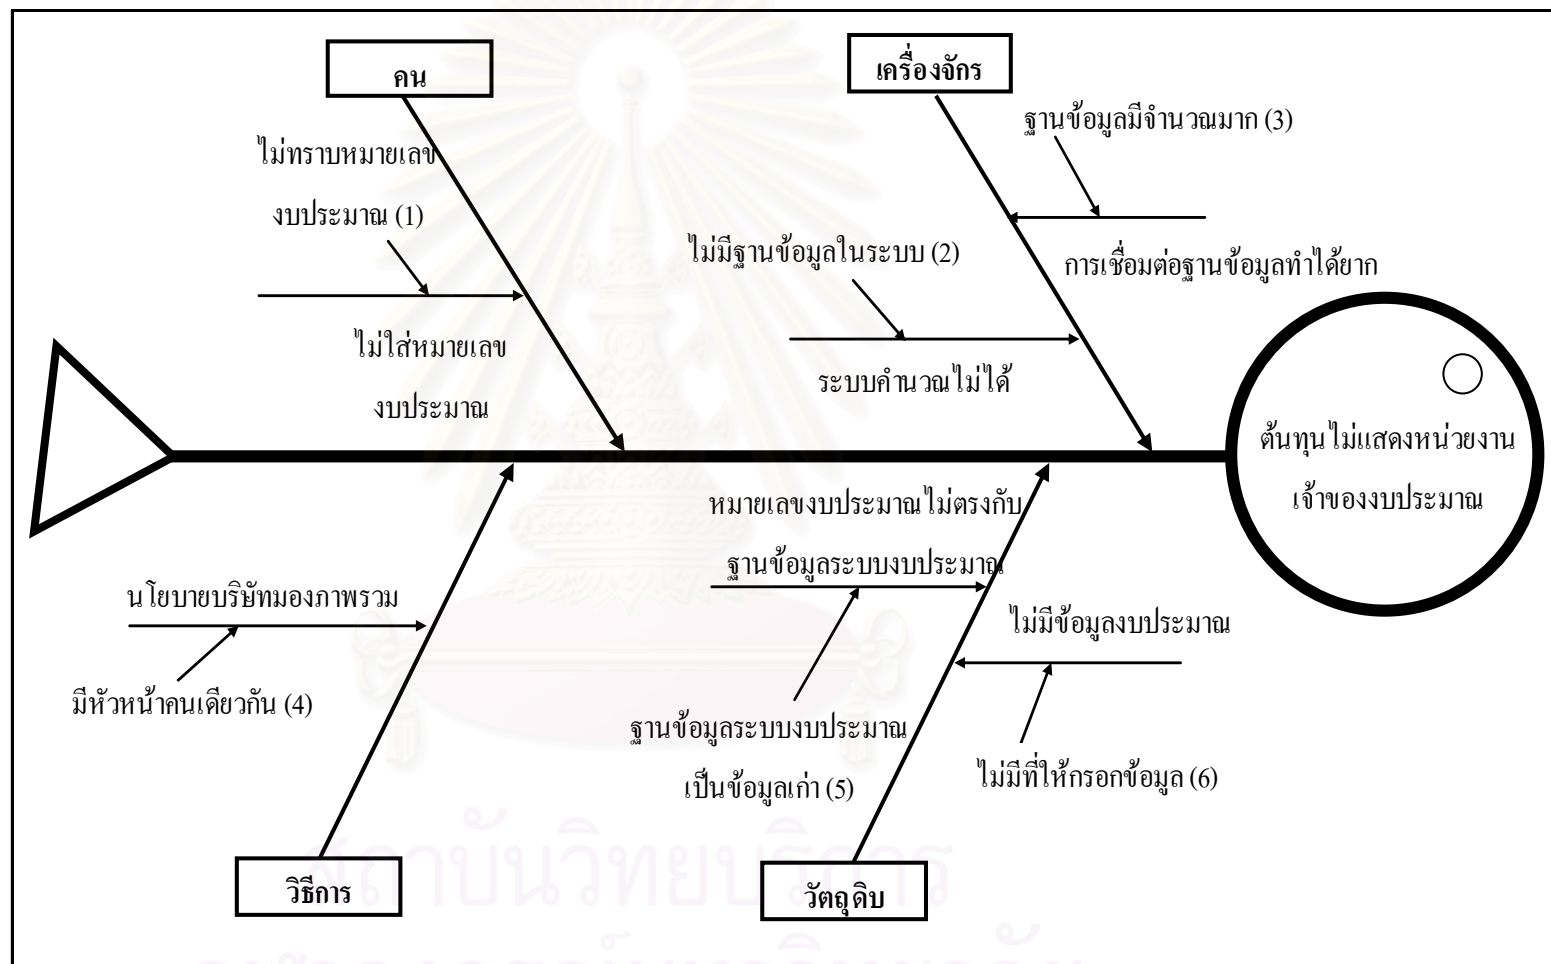 คน
เครื่องจักร
ไม่ทราบหมายเลข
งบประมาณ (1)
ไม่ใส่หมายเลข
งบประมาณ
ฐานข้อมูลมีจำนวณมาก (3)
การเชื่อมต่อฐานข้อมูลทำได้ยาก
ไม่มีฐานข้อมูลในระบบ (2)
ระบบคำนวณไม่ได้
ต้นทุนไม่แสดงหน่วยงาน
เจ้าของงบประมาณ
นโยบายบริษัทมองภาพรวม
มีหัวหน้าคนเดียวกัน (4)
หมายเลขงบประมาณไม่ตรงกับ
ฐานข้อมูลระบบงบประมาณ
ฐานข้อมูลระบบงบประมาณ
เป็นข้อมูลเก่า (5)
ไม่มีข้อมูลงบประมาณ
ไม่มีที่ให้กรอกข้อมูล (6)
วิธีการ
วัตถุดิบ
สถาบันวิทยบริการ